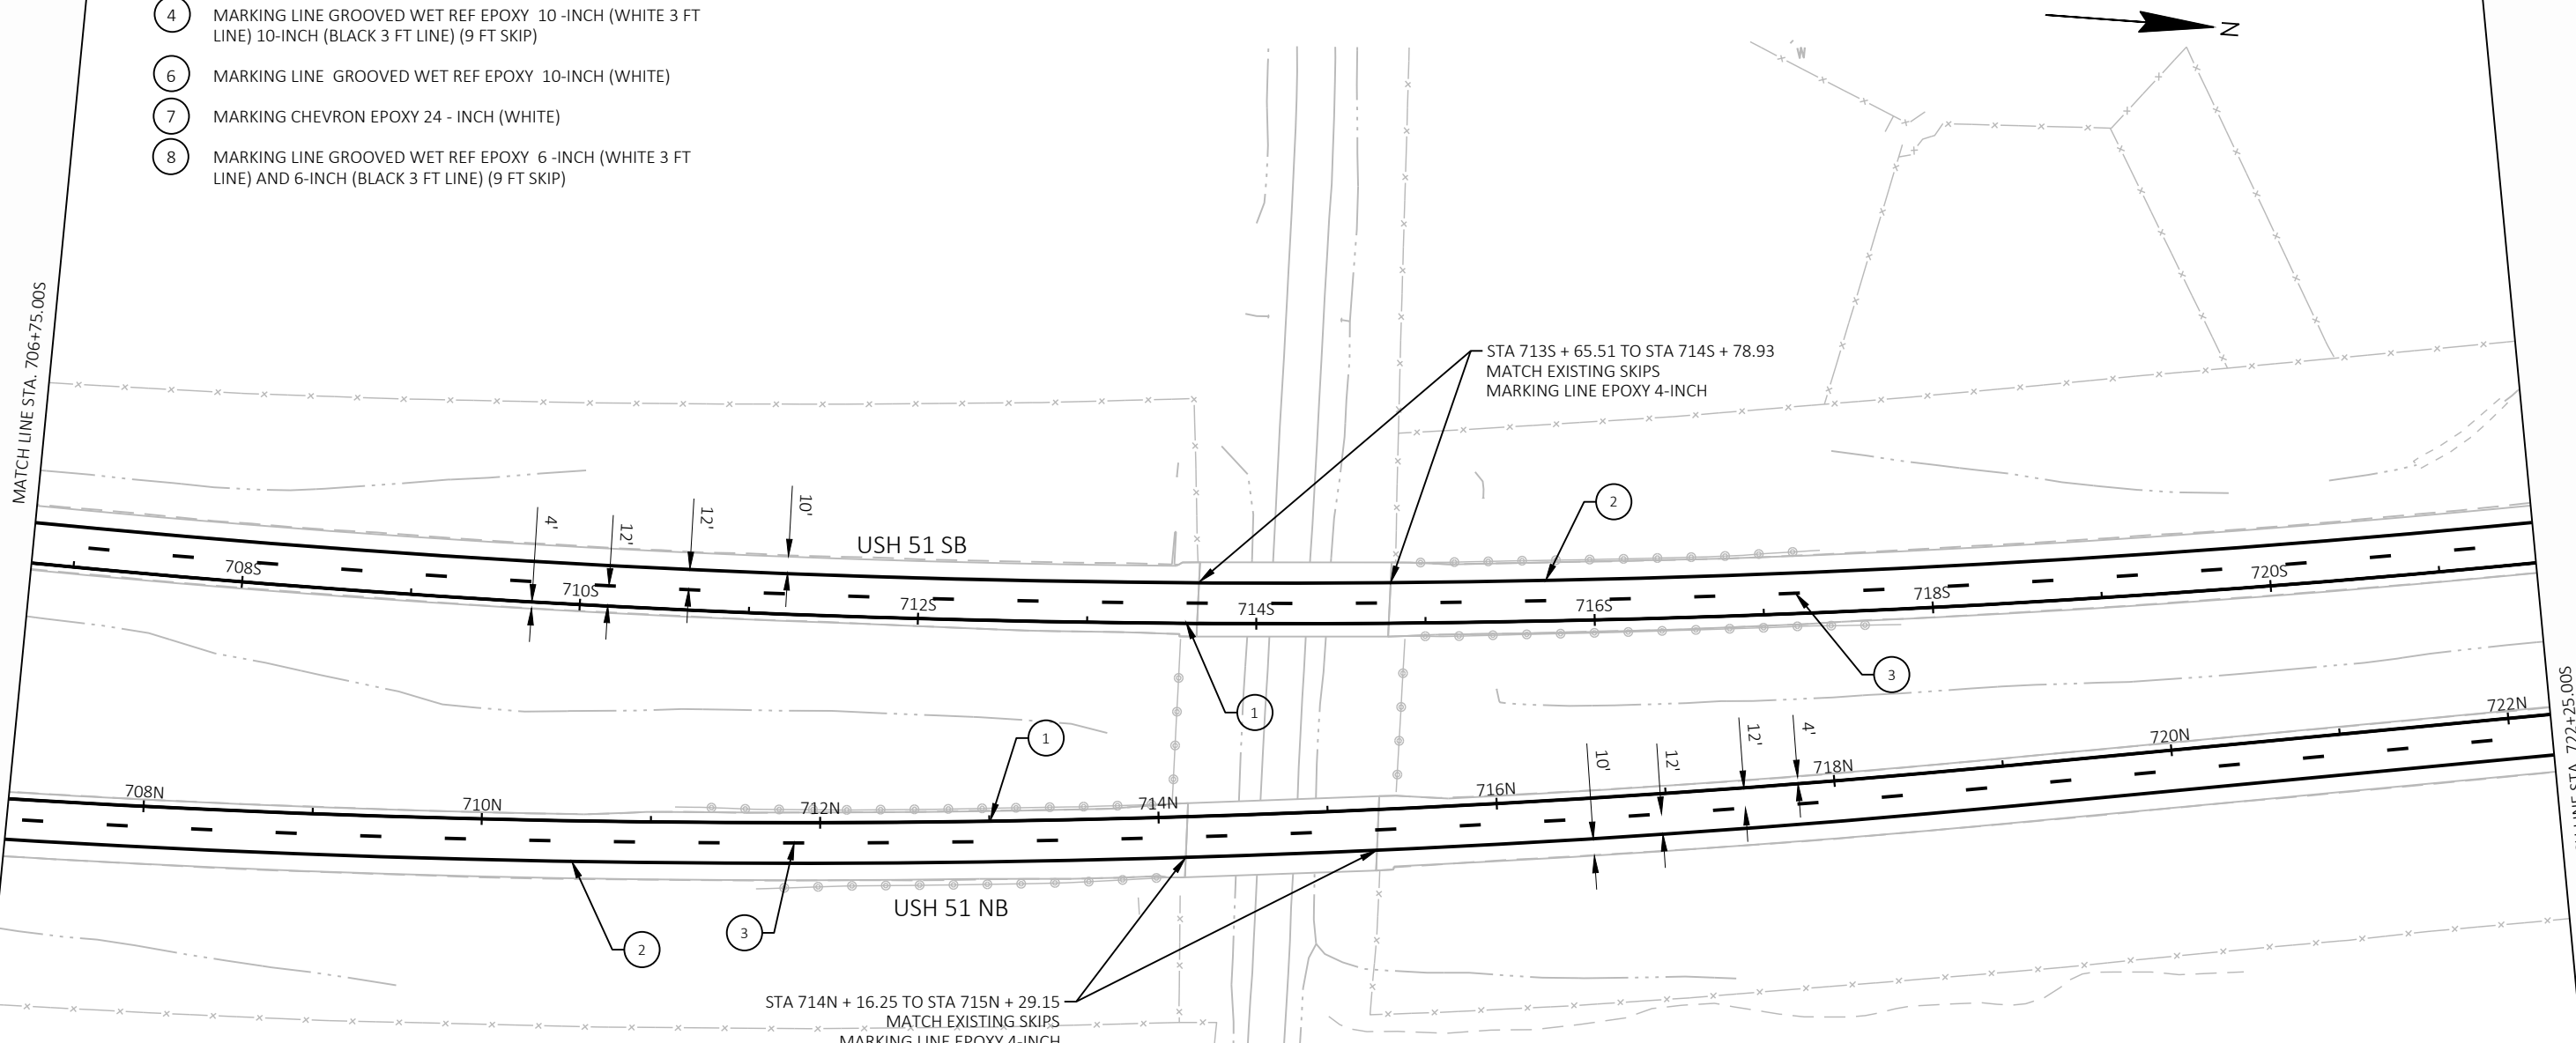 4 MARKING LINE GROOVED WET REF EPOXY 10 -INCH (WHITE 3 FT
LINE) 10-INCH (BLACK 3 FT LINE) (9 FT SKIP)
6 MARKING LINE GROOVED WET REF EPOXY 10-INCH (WHITE)
7 MARKING CHEVRON EPOXY 24 - INCH (WHITE)
8 MARKING LINE GROOVED WET REF EPOXY 6 -INCH (WHITE 3 FT
LINE) AND 6-INCH (BLACK 3 FT LINE) (9 FT SKIP)
N
W
MATCH LINE STA. 706+75.00S
STA 713S + 65.51 TO STA 714S + 78.93
MATCH EXISTING SKIPS
MARKING LINE EPOXY 4-INCH
2
4'
12'
12'
10'
USH 51 SB
708S
710S
712S
714S
716S
718S
720S
3
1
1
10'
12'
12'
4'
708N
710N
712N
714N
716N
718N
720N
722N
LINE STA. 722+25.00S
USH 51 NB
2
3
STA 714N + 16.25 TO STA 715N + 29.15
MATCH EXISTING SKIPS
MARKING LINE EPOXY 4-INCH